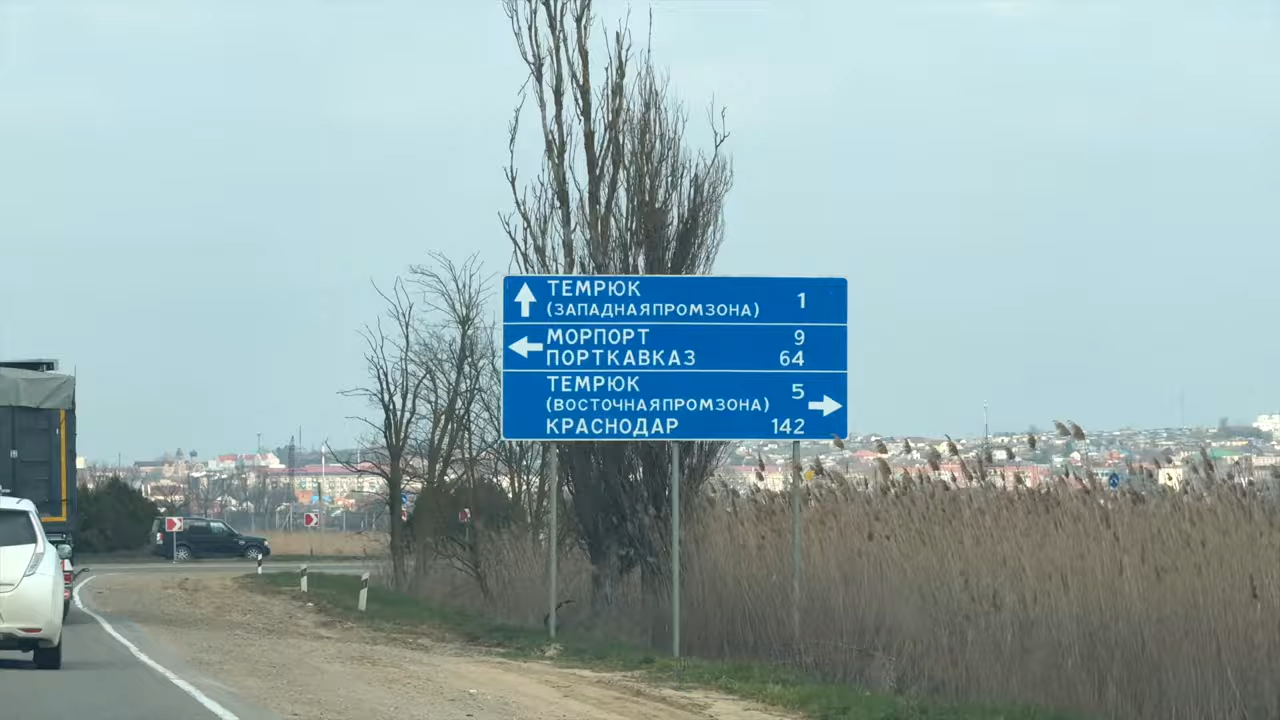 ТЕМРЮК 1
(ЗАПАДНАЯПРОМЗОНА)
МОРПОРТ 9
ПОРТКАВКАЗ 64
ТЕМРЮК 5
(ВОСТОЧНАЯПРОМЗОНА)
КРАСНОДАР 142